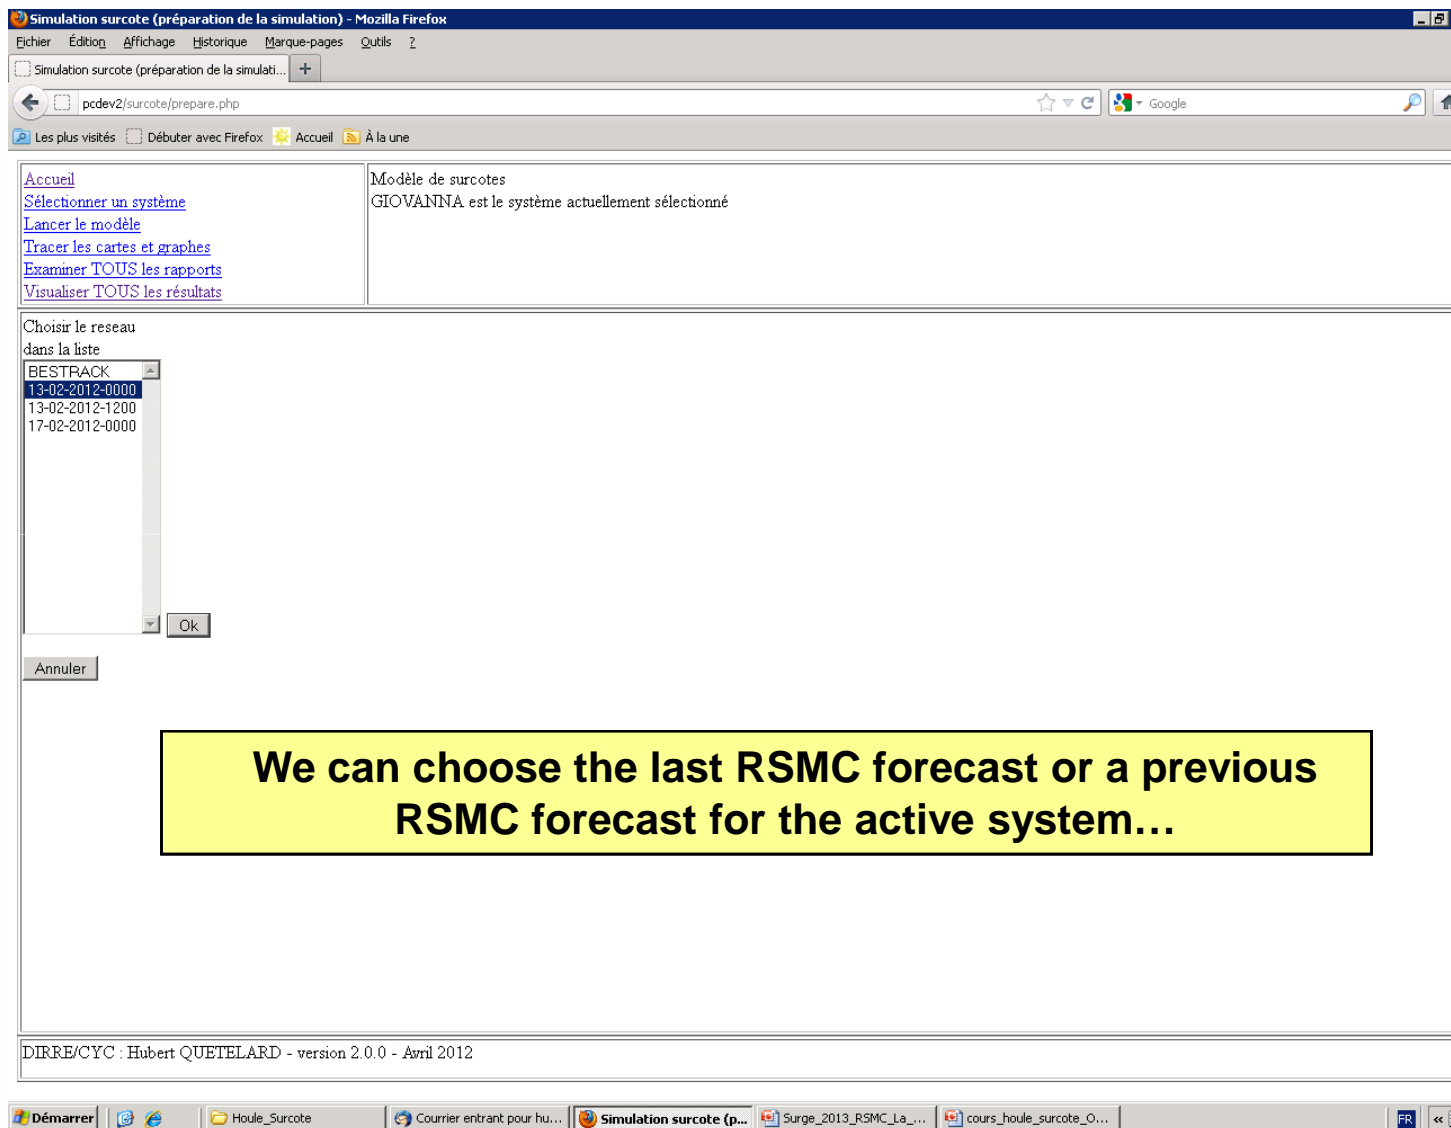 Simulation surcote (préparation de la simulation) - Mozilla Firefox
Fichier Édition Affichage Historique Marque-pages Outils ?
Simulation surcote (préparation de la simulati... +
pcdev2/surcote/prepare.php
Google
Les plus visités Débuter avec Firefox Accueil À la une
Accueil
Sélectionner un système
Lancer le modèle
Tracer les cartes et graphes
Examiner TOUS les rapports
Visualiser TOUS les résultats
Modèle de surcotes
GIOVANNA est le système actuellement sélectionné
Choisir le reseau
dans la liste
BESTRACK
13-02-2012-0000
13-02-2012-1200
17-02-2012-0000
Ok
Annuler
We can choose the last RSMC forecast or a previous
RSMC forecast for the active system...
DIRRE/CYC : Hubert QUETELARD - version 2.0.0 - Avril 2012
Démarrer Houle_Surcote Courrier entrant pour hu... Simulation surcote (p... Surge_2013_RSMC_La_... cours_houle_surcote_O... FR «